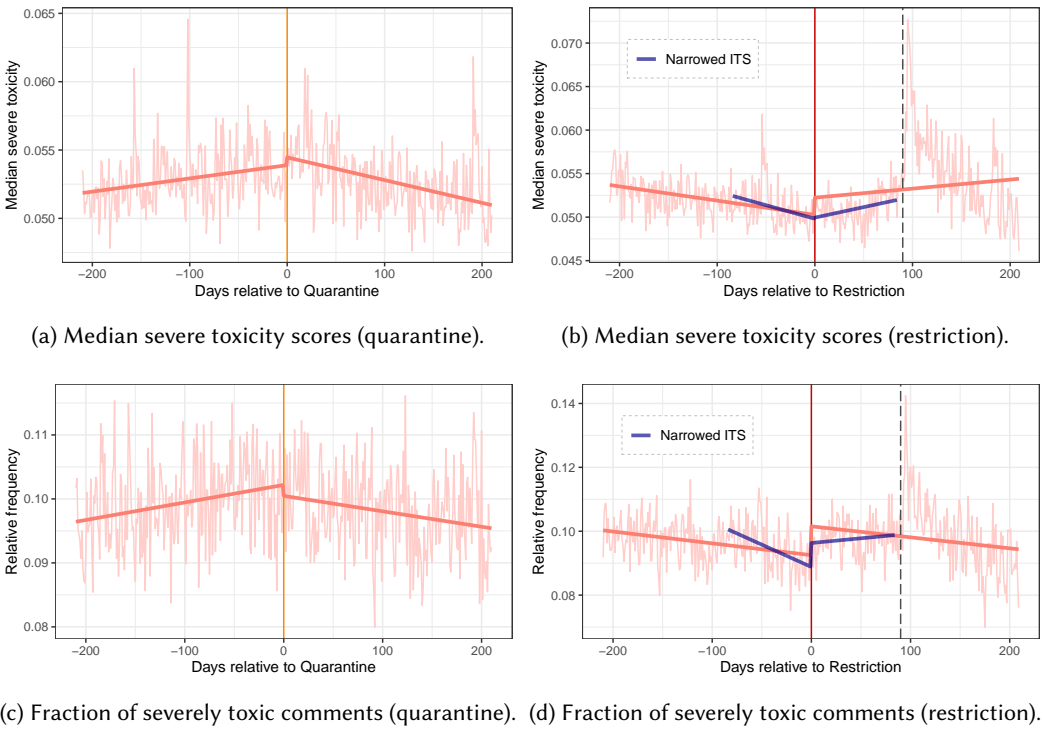 0.065
0.060
0.055
0.050
Median severe toxicity
−200
−100
0
100
200
Days relative to Quarantine
(a) Median severe toxicity scores (quarantine).
0.070
0.065
0.060
0.055
0.050
0.045
Median severe toxicity
Narrowed ITS
−200
−100
0
100
200
Days relative to Restriction
(b) Median severe toxicity scores (restriction).
0.11
0.10
0.09
0.08
Relative frequency
−200
−100
0
100
200
Days relative to Quarantine
(c) Fraction of severely toxic comments (quarantine).
0.14
0.12
0.10
0.08
Relative frequency
Narrowed ITS
−200
−100
0
100
200
Days relative to Restriction
(d) Fraction of severely toxic comments (restriction).